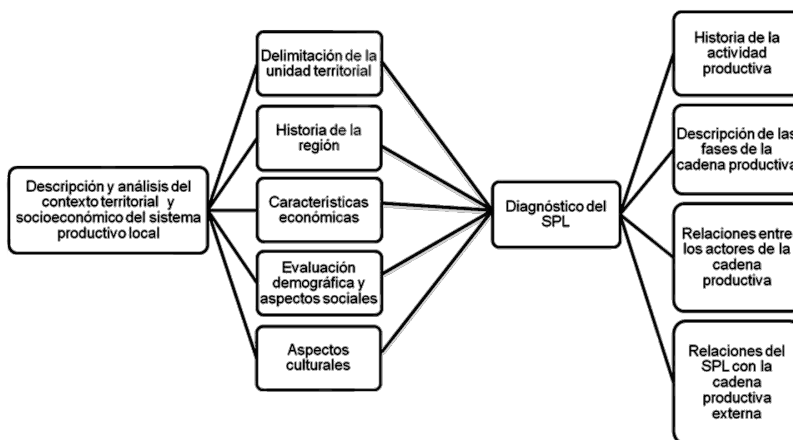 Descripción y análisis del
contexto territorial y
socioeconómico del sistema
productivo local
Delimitación de la
unidad territorial
Historia de la
región
Características
económicas
Evaluación
demográfica y
aspectos sociales
Aspectos
culturales
Diagnóstico del
SPL
Historia de la
actividad
productiva
Descripción de las
fases de la
cadena productiva
Relaciones entre
los actores de la
cadena
productiva
Relaciones del
SPL con la
cadena
productiva
externa